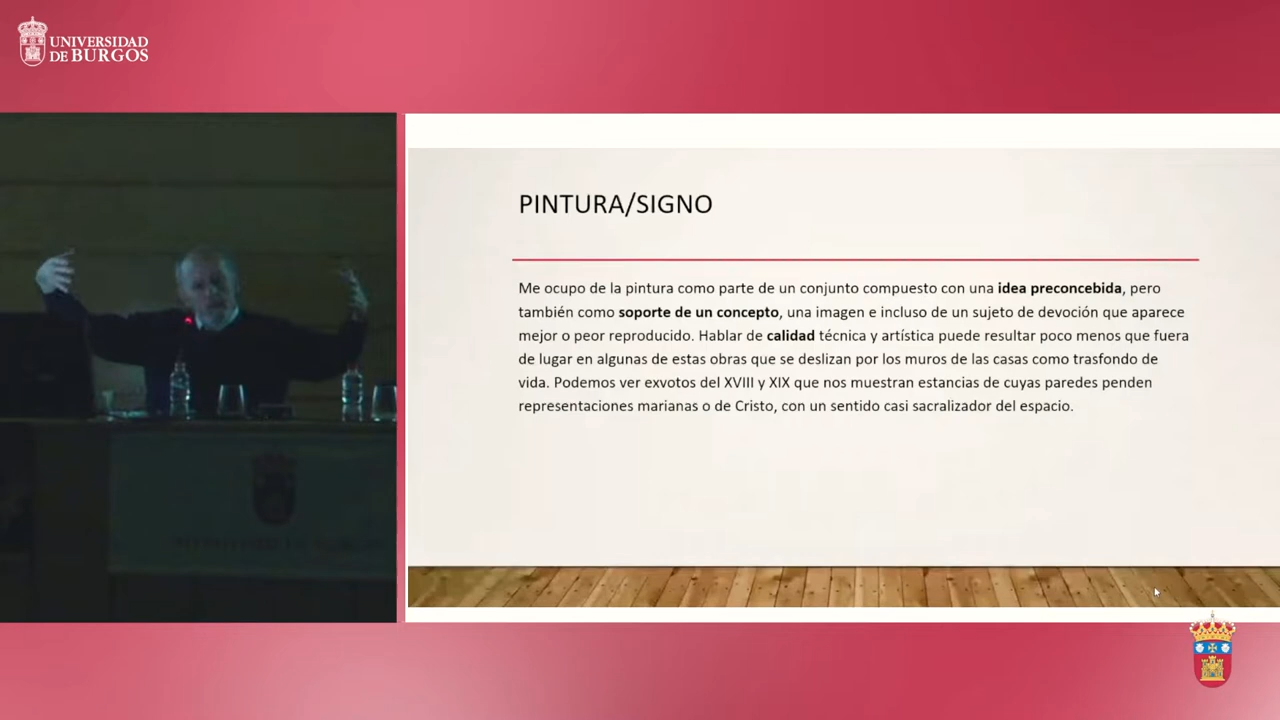 UNIVERSIDAD
DE BURGOS
PINTURA/SIGNO
Me ocupo de la pintura como parte de un conjunto compuesto con una idea preconcebida, pero
también como soporte de un concepto, una imagen e incluso de un sujeto de devoción que aparece
mejor o peor reproducido. Hablar de calidad técnica y artística puede resultar poco menos que fuera
de lugar en algunas de estas obras que se deslizan por los muros de las casas como trasfondo de
vida. Podemos ver exvotos del XVIII y XIX que nos muestran estancias de cuyas paredes penden
representaciones marianas o de Cristo, con un sentido casi sacralizador del espacio.